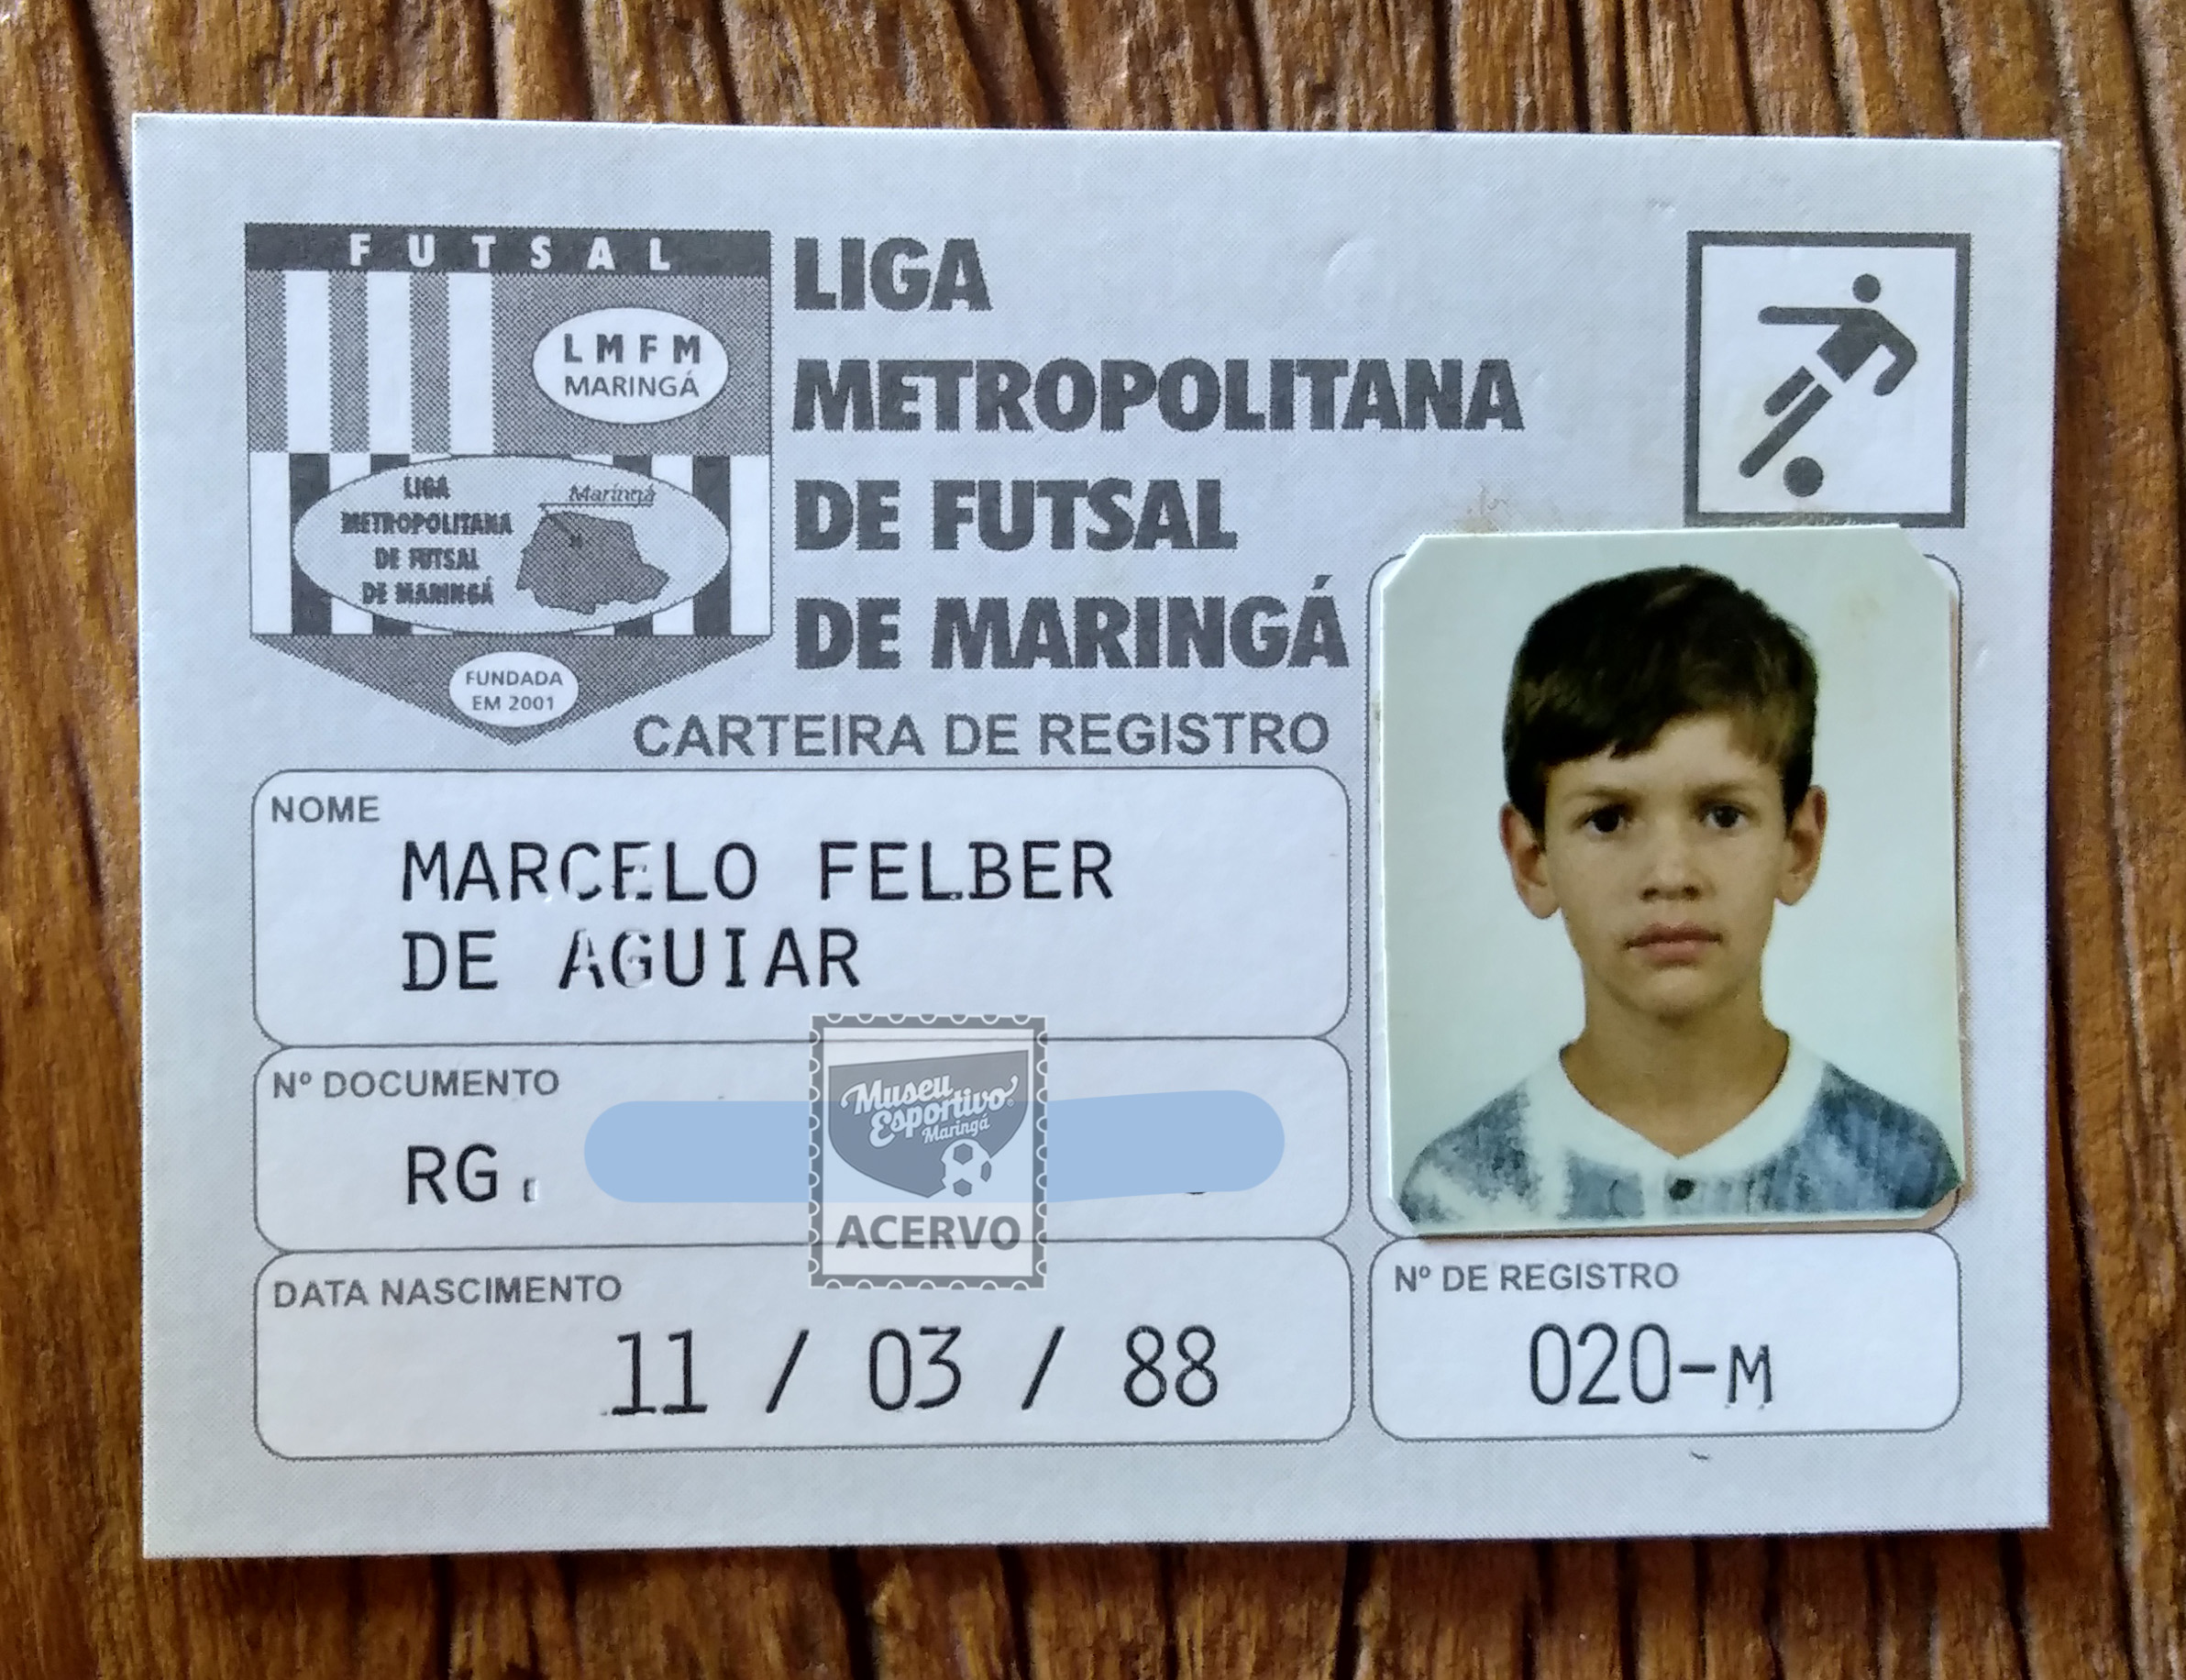 FUTSAL
LMFM
MARINGÁ
LIGA
METROPOLITANA
DE FUTSAL
DE MARINGÁ
Maringá
FUNDADA
EM 2001
LIGA
METROPOLITANA
DE FUTSAL
DE MARINGÁ
CARTEIRA DE REGISTRO
NOME
MARCELO FELBER
DE AGUIAR
Nº DOCUMENTO
RG.
Museu
Esportivo
Maringá
ACERVO
DATA NASCIMENTO
11 / 03 / 88
Nº DE REGISTRO
020-M